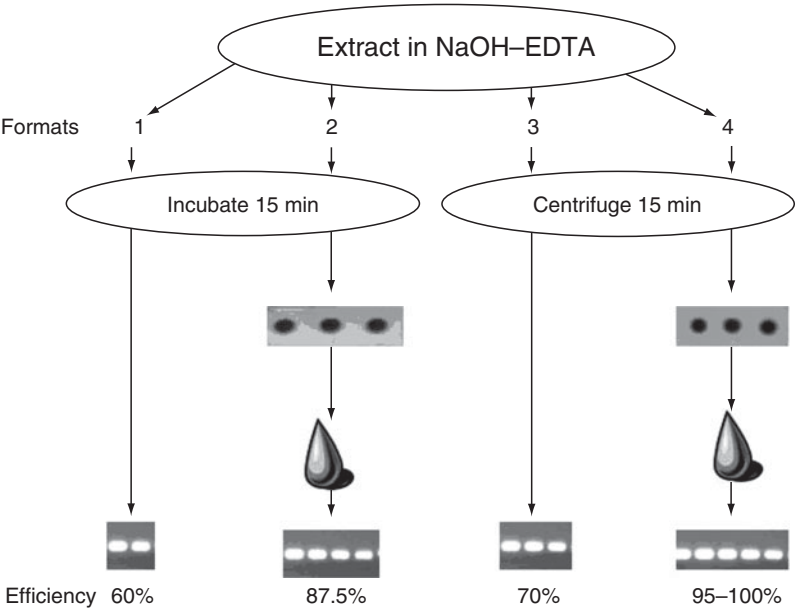 Extract in NaOH–EDTA
Formats 1 2 3 4
Incubate 15 min Centrifuge 15 min
Efficiency 60% 87.5% 70% 95–100%